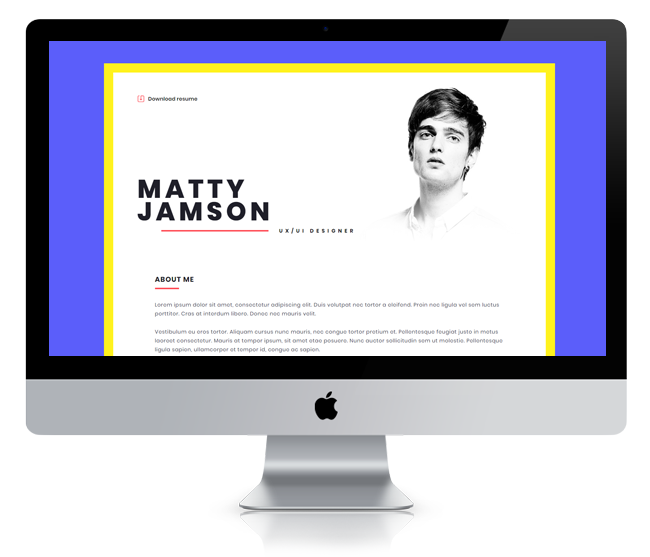 Download resume
MATTY
JAMSON
UX/UI DESIGNER
ABOUT ME
Lorem ipsum dolor sit amet, consectetur adipiscing elit. Duis volutpat nec tortor a eleifend. Proin nec ligula vel sem luctus
porttitor. Cras at interdum libero. Donec nec mauris velit.
Vestibulum eu eros tortor. Aliquam cursus nunc mauris, nec congue tortor pretium at. Pellentesque feugiat justo in metus
laoreet consectetur. Mauris at tempor ipsum, sit amet etae posuere. Nunc auctor sollicitudin sem ut molestie. Pellentesque
ligula sapien, ullamcorper et tempor id, congue ac sapien.